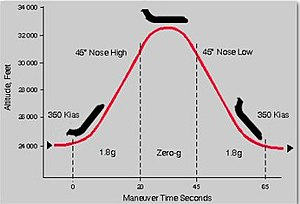 34 000
32 000
30 000
28 000
26 000
24 000
Altitude, Feet
45° Nose High
45° Nose Low
350 Kias
350 Kias
1.8g
Zero-g
1.8g
0
20
45
65
Maneuver Time Seconds